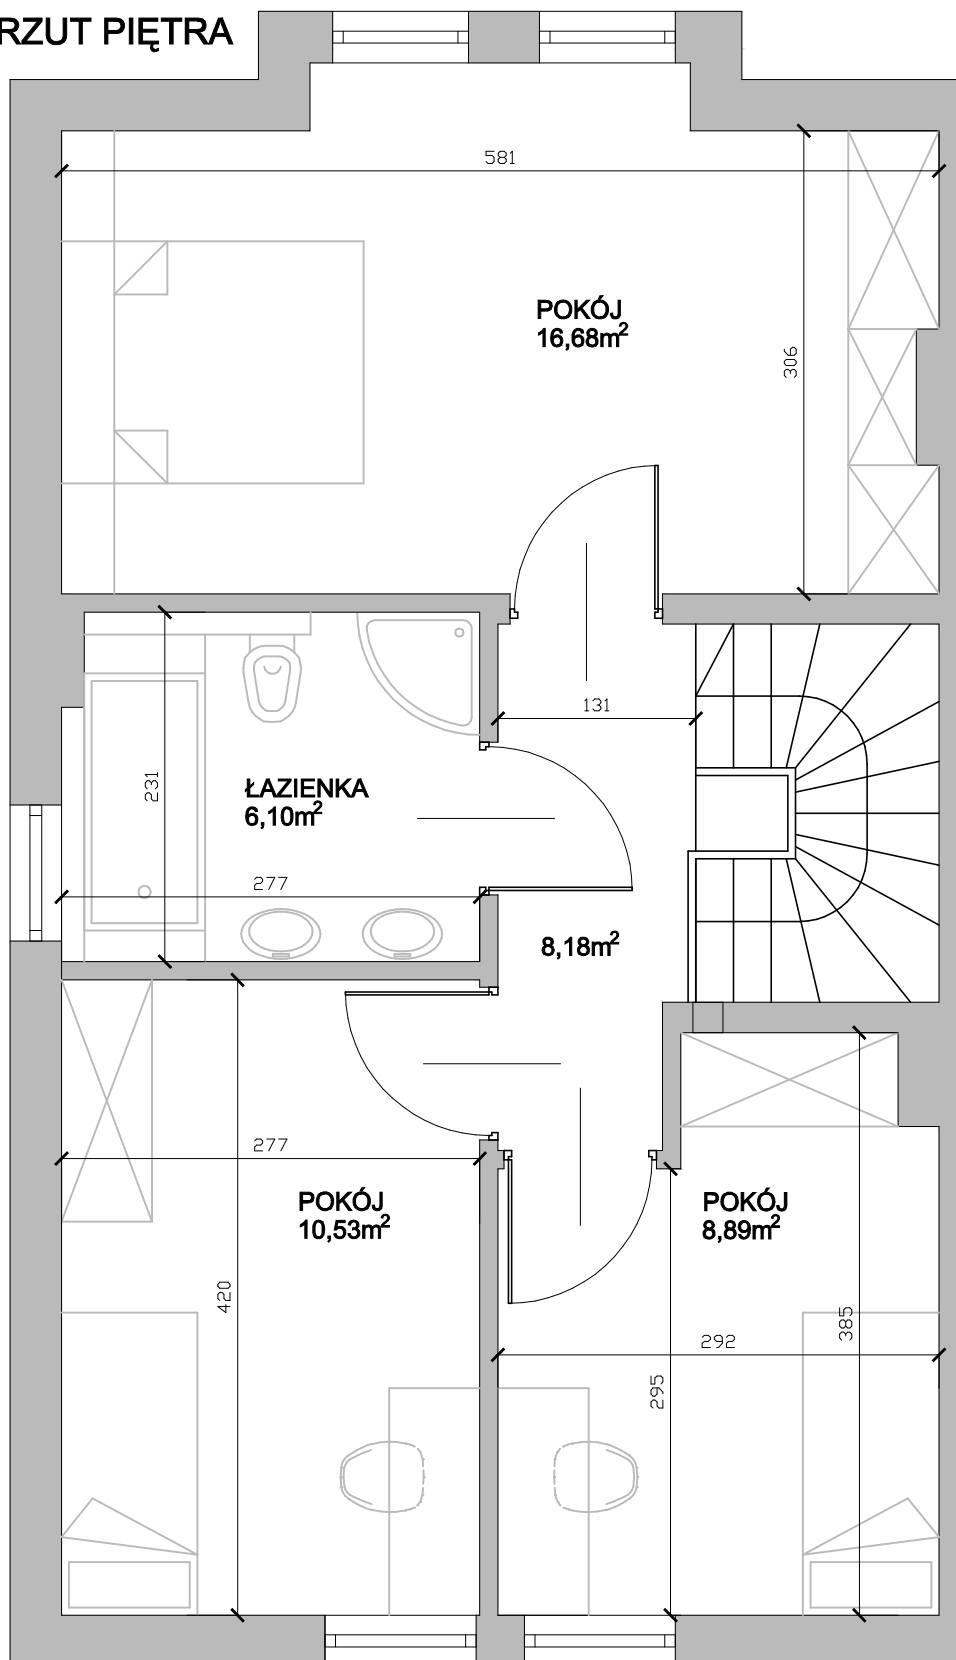 RZUT PIĘTRA
581
POKÓJ
16,68m²
306
131
231
ŁAZIENKA
6,10m²
277
8,18m²
277
POKÓJ
10,53m²
POKÓJ
8,89m²
420
385
292
295